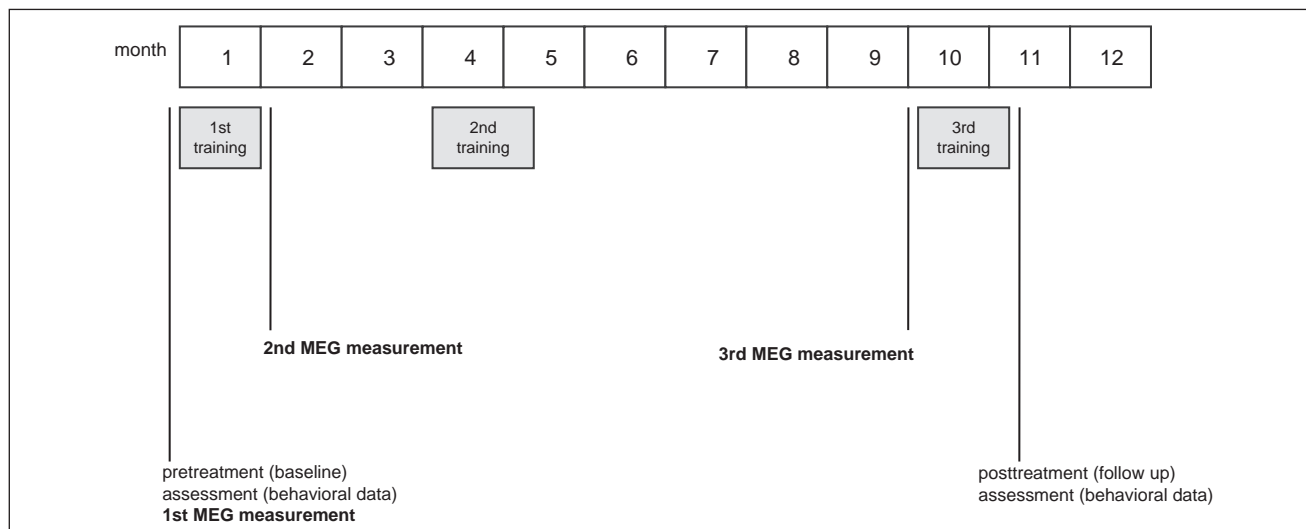 month 1 2 3 4 5 6 7 8 9 10 11 12
1st
training
2nd
training
3rd
training
2nd MEG measurement
3rd MEG measurement
pretreatment (baseline)
assessment (behavioral data)
1st MEG measurement
posttreatment (follow up)
assessment (behavioral data)